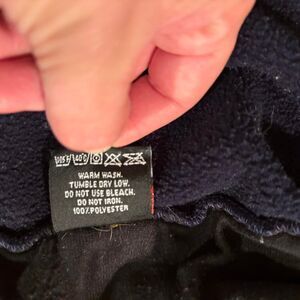 WARM WASH.
TUMBLE DRY LOW.
DO NOT USE BLEACH.
DO NOT IRON.
100% POLYESTER